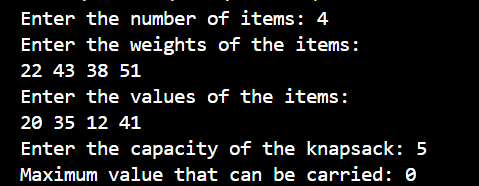 Enter the number of items: 4
Enter the weights of the items:
22 43 38 51
Enter the values of the items:
20 35 12 41
Enter the capacity of the knapsack: 5
Maximum value that can be carried: 0